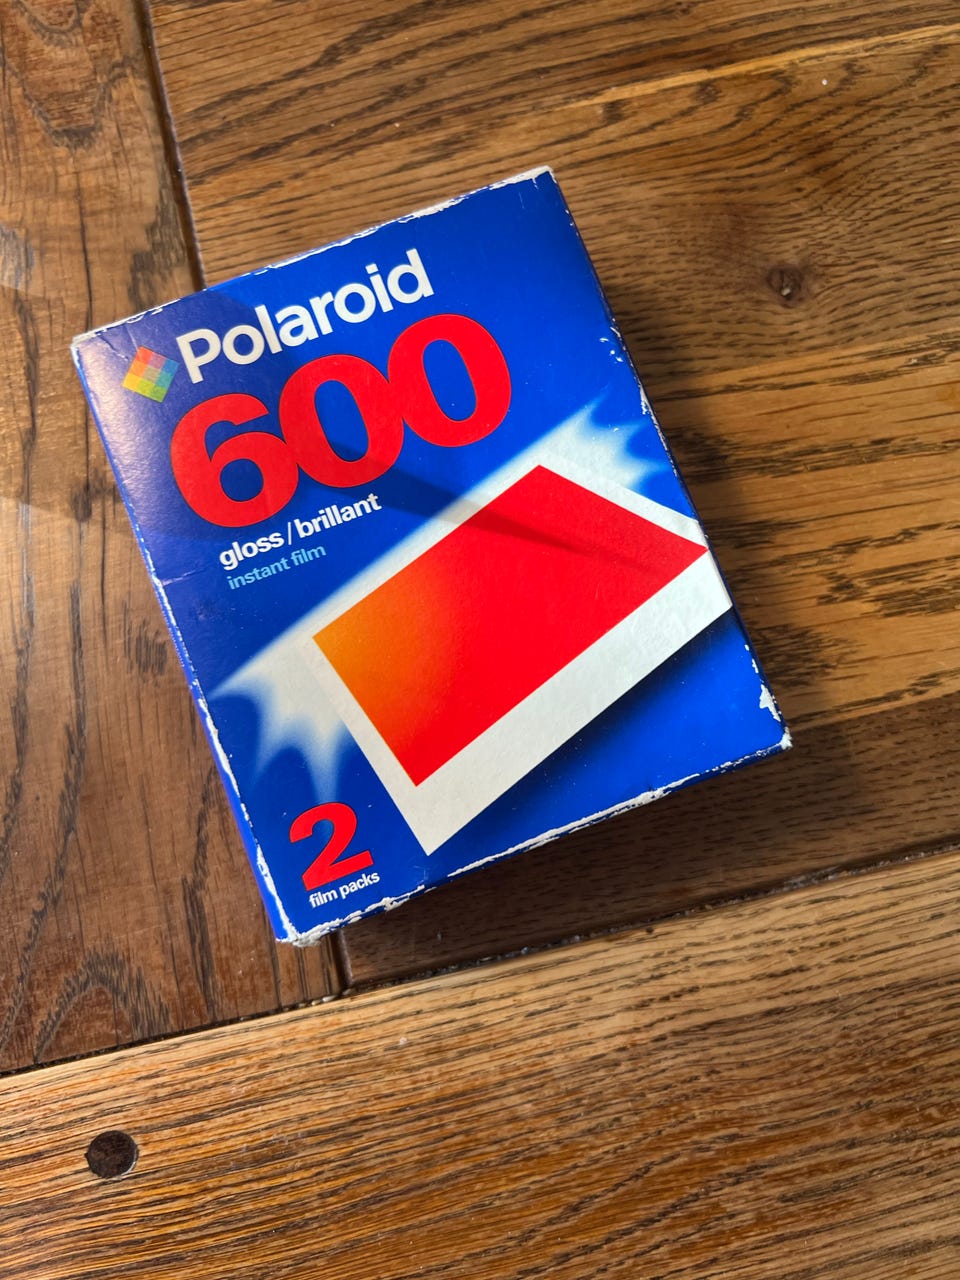 Polaroid
600
gloss/brillant
instant film
2
film packs